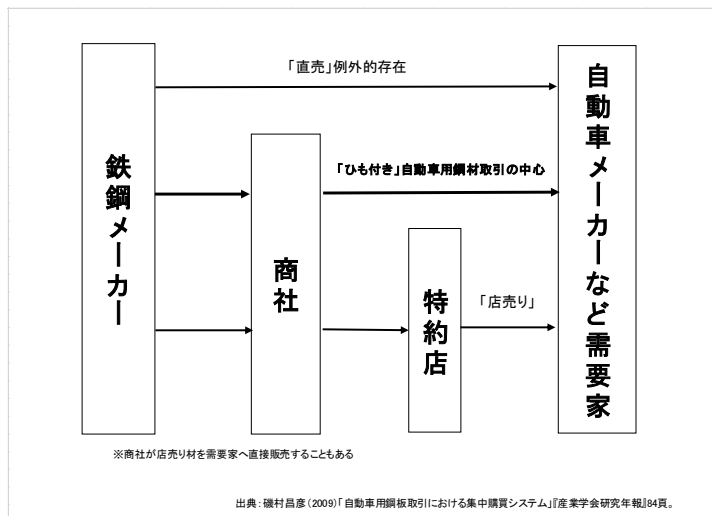 「直売」例外的存在
鉄鋼メーカー
「ひも付き」自動車用鋼材取引の中心
商社
特約店
「店売り」
自動車メーカーなど需要家
※商社が店売り材を需要家へ直接販売することもある
出典：磯村昌彦（2009）「自動車用鋼板取引における集中購買システム」『産業学会研究年報』84頁。